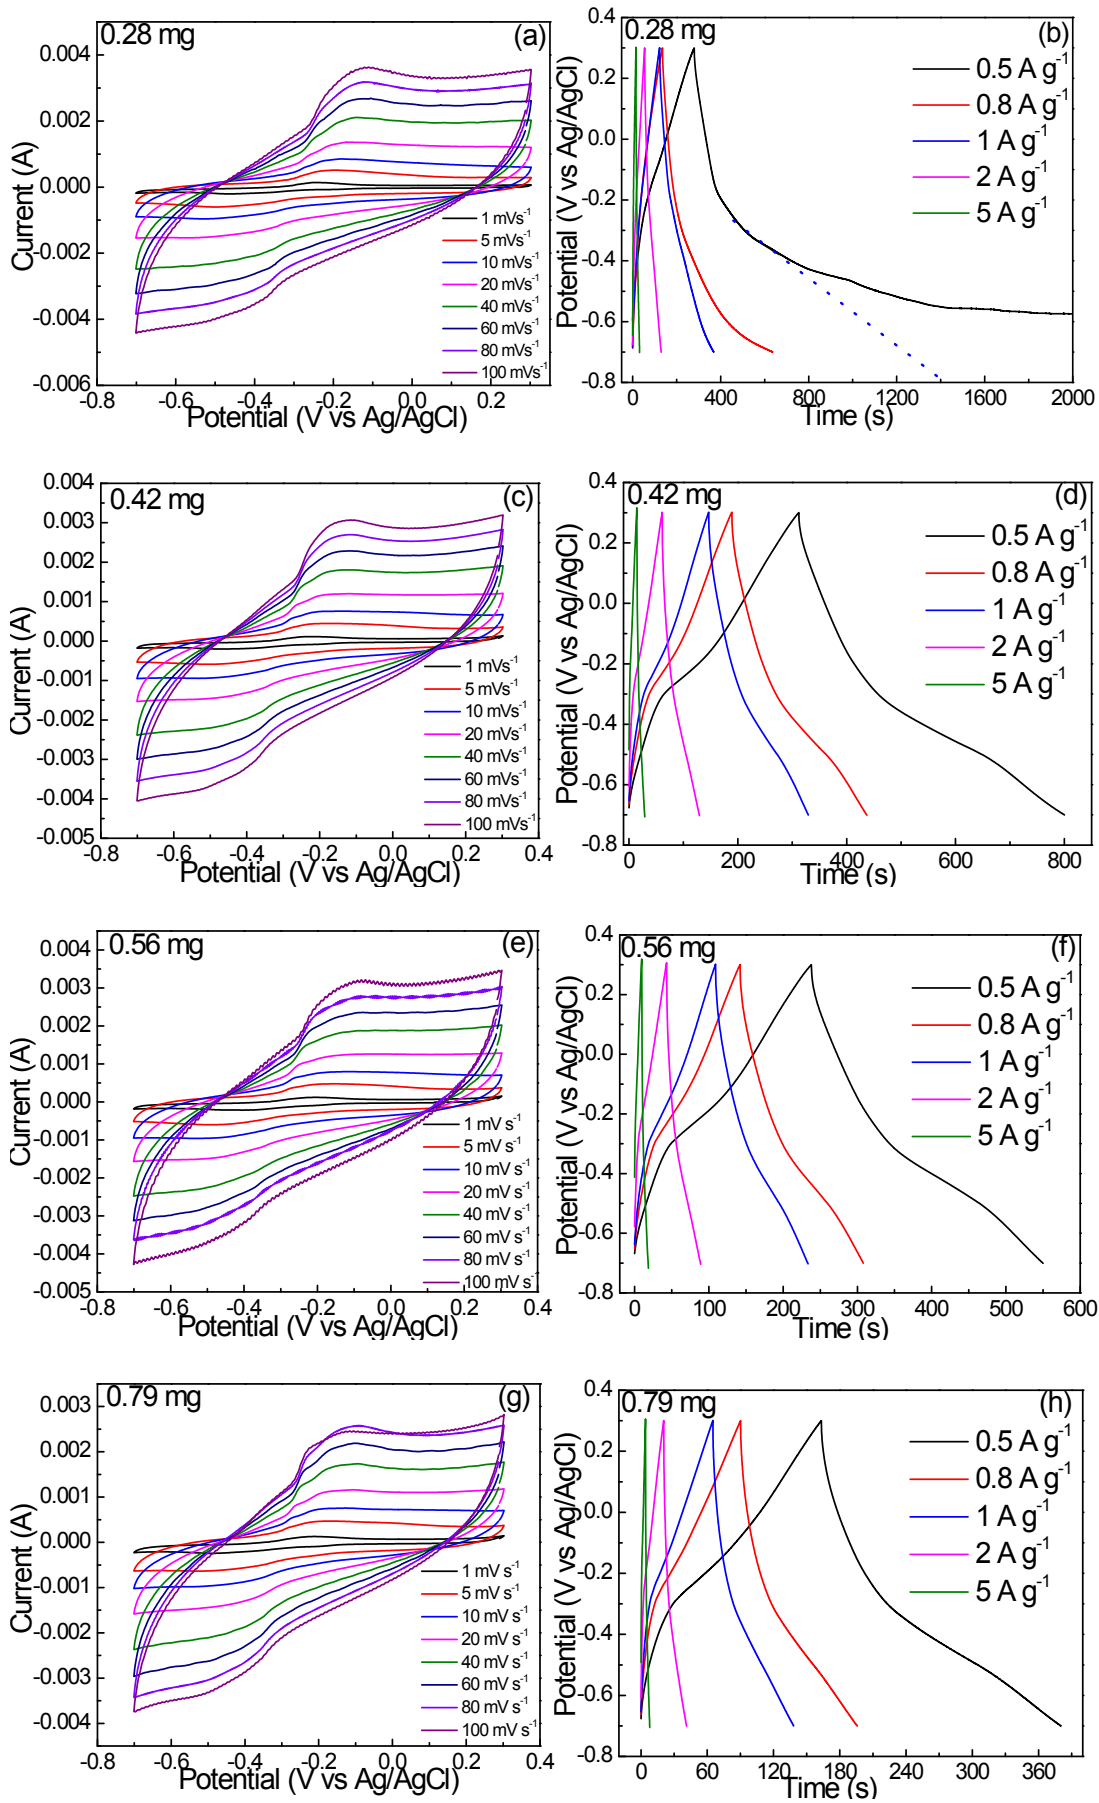 0.28 mg
(a)
0.004
0.002
0.000
-0.002
-0.004
-0.006
Current (A)
1 mVs-1
5 mVs-1
10 mVs-1
20 mVs-1
40 mVs-1
60 mVs-1
80 mVs-1
100 mVs-1
-0.8 -0.6 -0.4 -0.2 0.0 0.2
Potential (V vs Ag/AgCl)
0.28 mg
(b)
0.4
0.2
0.0
-0.2
-0.4
-0.6
-0.8
Potential (V vs Ag/AgCl)
0.5 A g-1
0.8 A g-1
1 A g-1
2 A g-1
5 A g-1
0 400 800 1200 1600 2000
Time (s)
0.42 mg
(c)
0.004
0.003
0.002
0.001
0.000
-0.001
-0.002
-0.003
-0.004
-0.005
Current (A)
1 mVs-1
5 mVs-1
10 mVs-1
20 mVs-1
40 mVs-1
60 mVs-1
80 mVs-1
100 mVs-1
-0.8 -0.6 -0.4 -0.2 0.0 0.2 0.4
Potential (V vs Ag/AgCl)
0.42 mg
(d)
0.4
0.2
0.0
-0.2
-0.4
-0.6
-0.8
Potential (V vs Ag/AgCl)
0.5 A g-1
0.8 A g-1
1 A g-1
2 A g-1
5 A g-1
0 200 400 600 800
Time (s)
0.56 mg
(e)
0.004
0.003
0.002
0.001
0.000
-0.001
-0.002
-0.003
-0.004
-0.005
Current (A)
1 mV s-1
5 mV s-1
10 mV s-1
20 mV s-1
40 mV s-1
60 mV s-1
80 mV s-1
100 mV s-1
-0.8 -0.6 -0.4 -0.2 0.0 0.2 0.4
Potential (V vs Ag/AgCl)
0.56 mg
(f)
0.4
0.2
0.0
-0.2
-0.4
-0.6
-0.8
Potential (V vs Ag/AgCl)
0.5 A g-1
0.8 A g-1
1 A g-1
2 A g-1
5 A g-1
0 100 200 300 400 500 600
Time (s)
0.79 mg
(g)
0.003
0.002
0.001
0.000
-0.001
-0.002
-0.003
-0.004
Current (A)
1 mV s-1
5 mV s-1
10 mV s-1
20 mV s-1
40 mV s-1
60 mV s-1
80 mV s-1
100 mV s-1
-0.8 -0.6 -0.4 -0.2 0.0 0.2 0.4
Potential (V vs Ag/AgCl)
0.79 mg
(h)
0.4
0.2
0.0
-0.2
-0.4
-0.6
-0.8
Potential (V vs Ag/AgCl)
0.5 A g-1
0.8 A g-1
1 A g-1
2 A g-1
5 A g-1
0 60 120 180 240 300 360
Time (s)